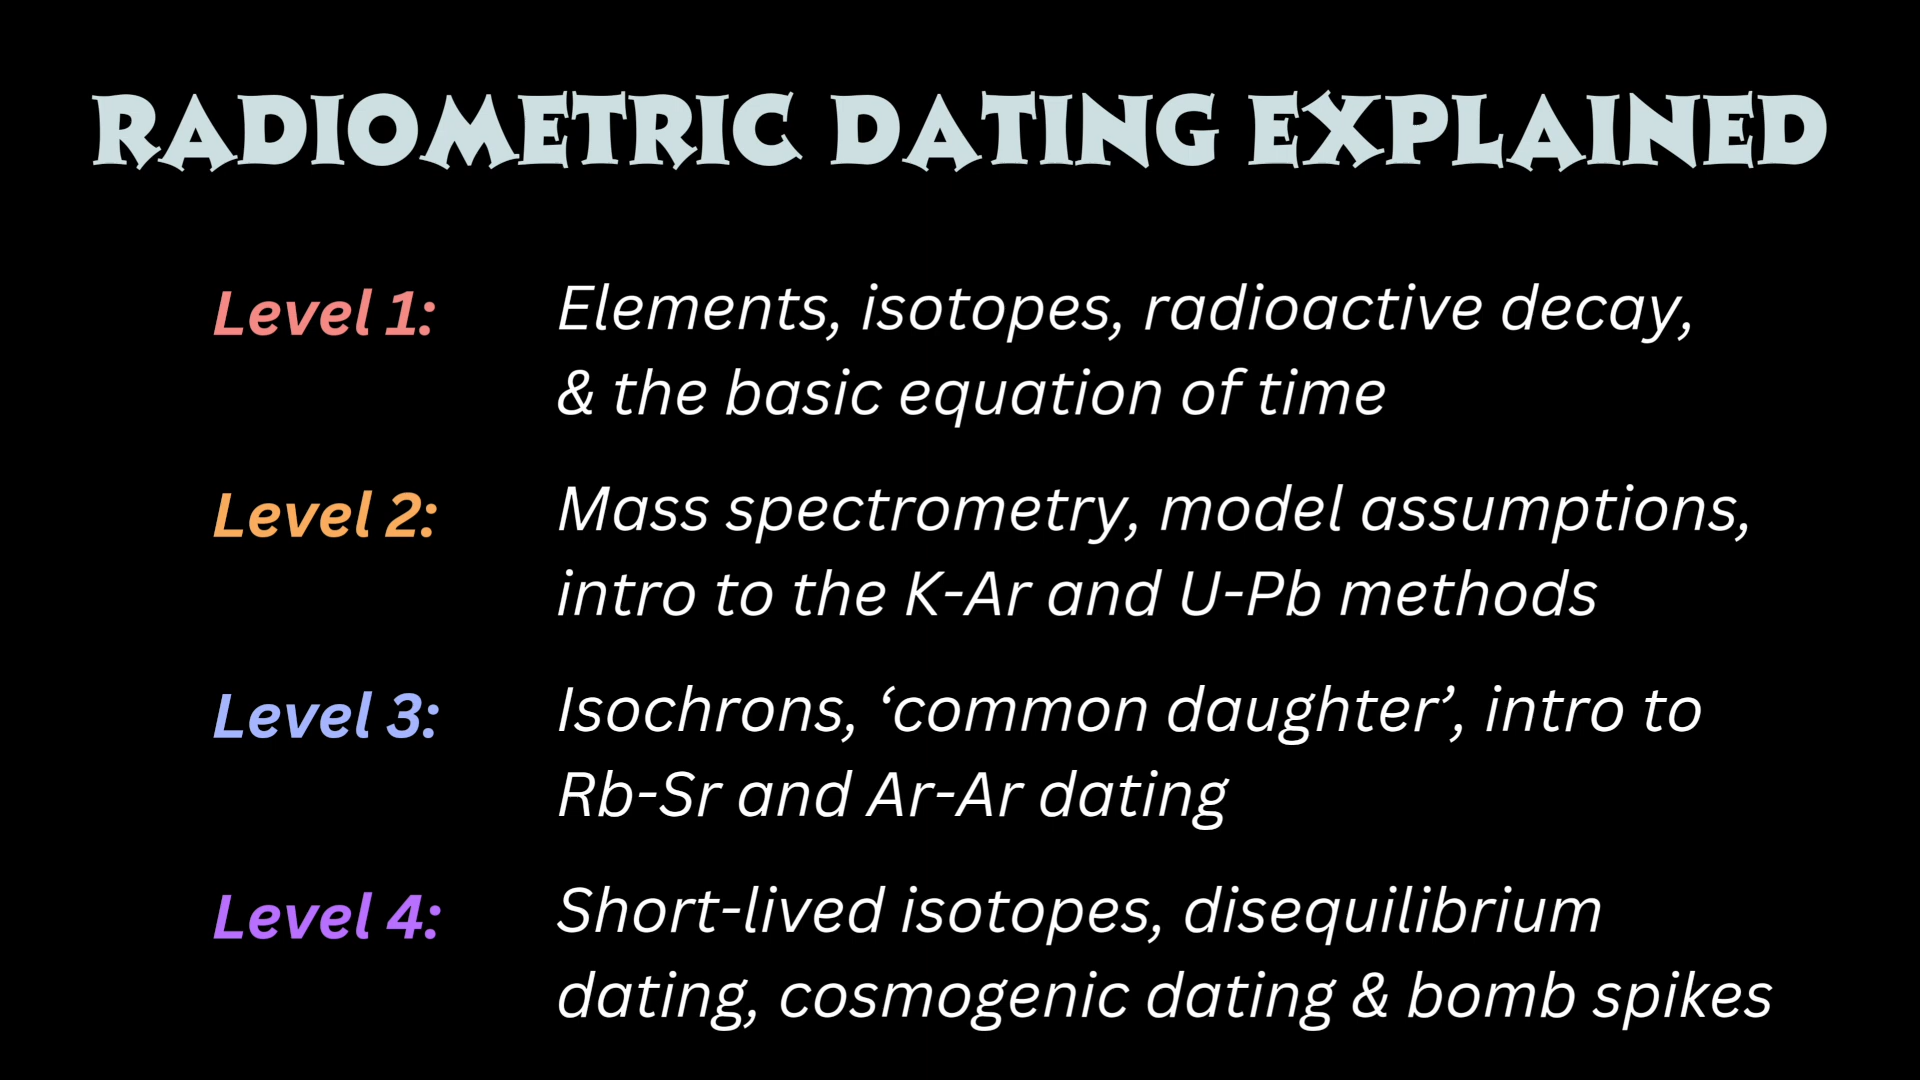 RADIOMETRIC DATING EXPLAINED
Level 1: Elements, isotopes, radioactive decay,
& the basic equation of time
Level 2: Mass spectrometry, model assumptions,
intro to the K-Ar and U-Pb methods
Level 3: Isochrons, ‘common daughter’, intro to
Rb-Sr and Ar-Ar dating
Level 4: Short-lived isotopes, disequilibrium
dating, cosmogenic dating & bomb spikes